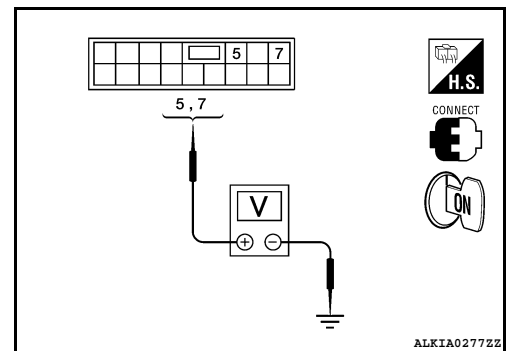 5 7
5 , 7
H.S.
CONNECT
ON
V
+ −
ALKIA0277ZZ